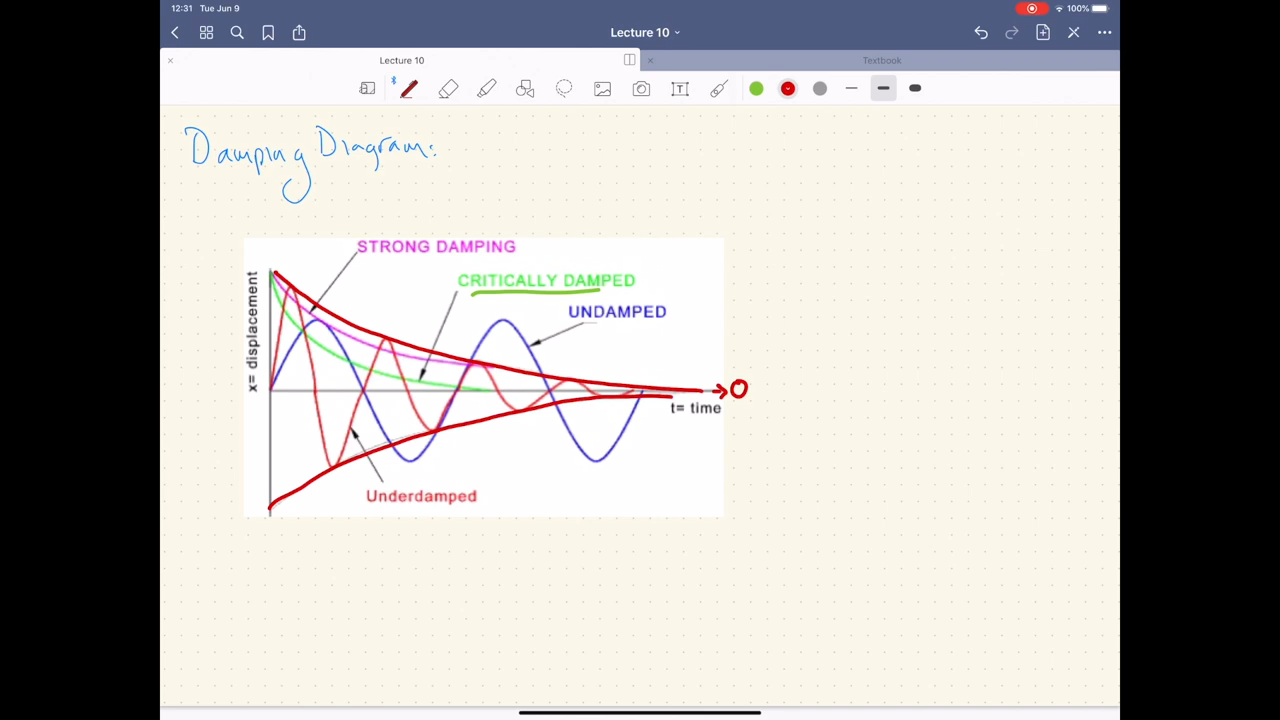 12:31 Tue Jun 9
100%
Lecture 10
Lecture 10
Textbook
T
Damping Diagram:
STRONG DAMPING
CRITICALLY DAMPED
UNDAMPED
x= displacement
0
t= time
Underdamped